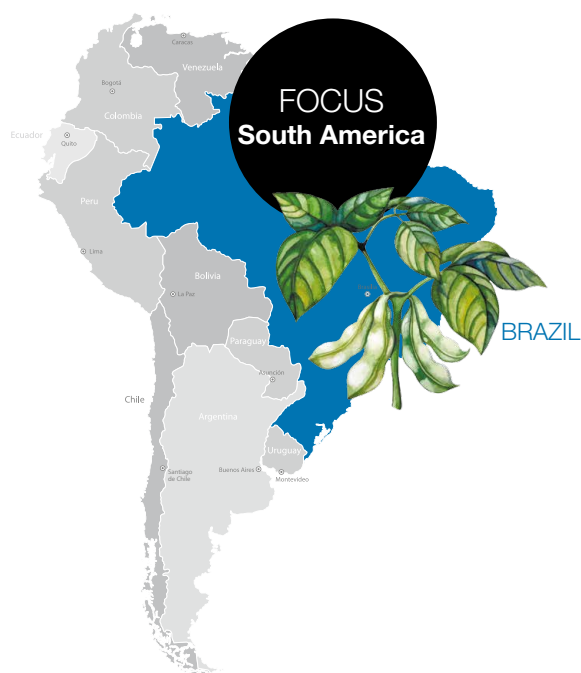 Caracas
Venezuela
Bogotá
Colombia
FOCUS
South America
Ecuador
Quito
Peru
Lima
Bolivia
La Paz
BRAZIL
Paraguay
Asunción
Chile
Argentina
Uruguay
Santiago
de Chile
Buenos Aires
Montevideo